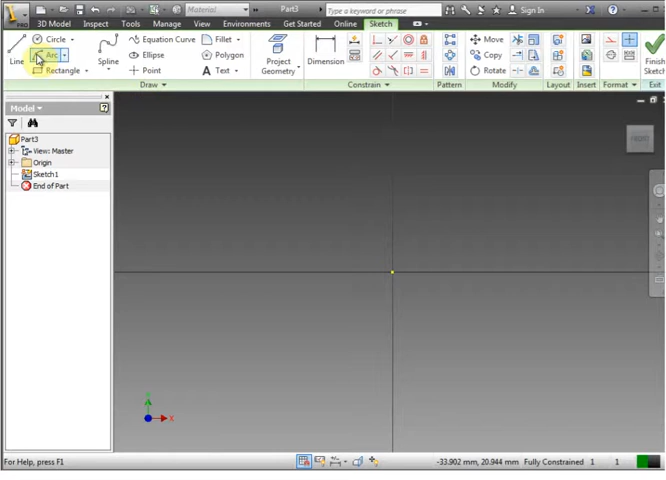 Material
Part3
Type a keyword or phrase
Sign In
PRO
3D Model
Inspect
Tools
Manage
View
Environments
Get Started
Online
Sketch
Line
Circle
Arc
Rectangle
Spline
Equation Curve
Ellipse
Point
Fillet
Polygon
Text
Project
Geometry
Dimension
Move
Copy
Rotate
Finish
Sketch
Draw
Constrain
Pattern
Modify
Layout
Insert
Format
Exit
Model
Part3
View: Master
Origin
Sketch1
End of Part
Y
X
For Help, press F1
-33.902 mm, 20.944 mm
Fully Constrained
1
1